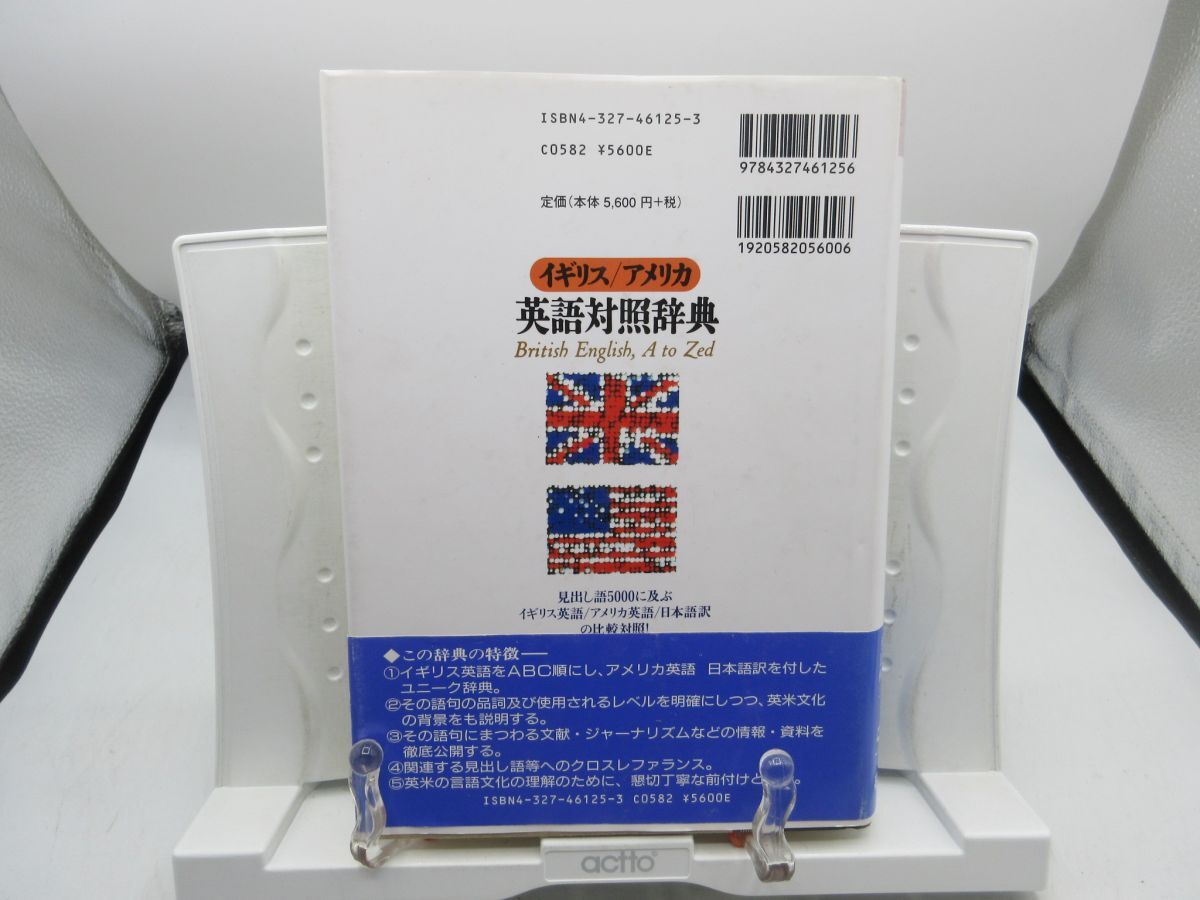 ISBN4-327-46125-3
C0582 ¥5600E
9784327461256
定価(本体 5,600 円+税)
1920582056006
イギリス/アメリカ
英語対照辞典
British English, A to Zed
見出し語5000に及ぶ
イギリス英語/アメリカ英語/日本語訳
の比較対照!
◆この辞典の特徴──
①イギリス英語をABC順にし、アメリカ英語 日本語訳を付した
ユニーク辞典。
②その語句の品詞及び使用されるレベルを明確にしつつ、英米文化
の背景をも説明する。
③その語句にまつわる文献・ジャーナリズムなどの情報・資料を
徹底公開する。
④関連する見出し語等へのクロスレファランス。
⑤英米の言語文化の理解のために、懇切丁寧な前付けと
ISBN4-327-46125-3 C0582 ¥5600E
actto